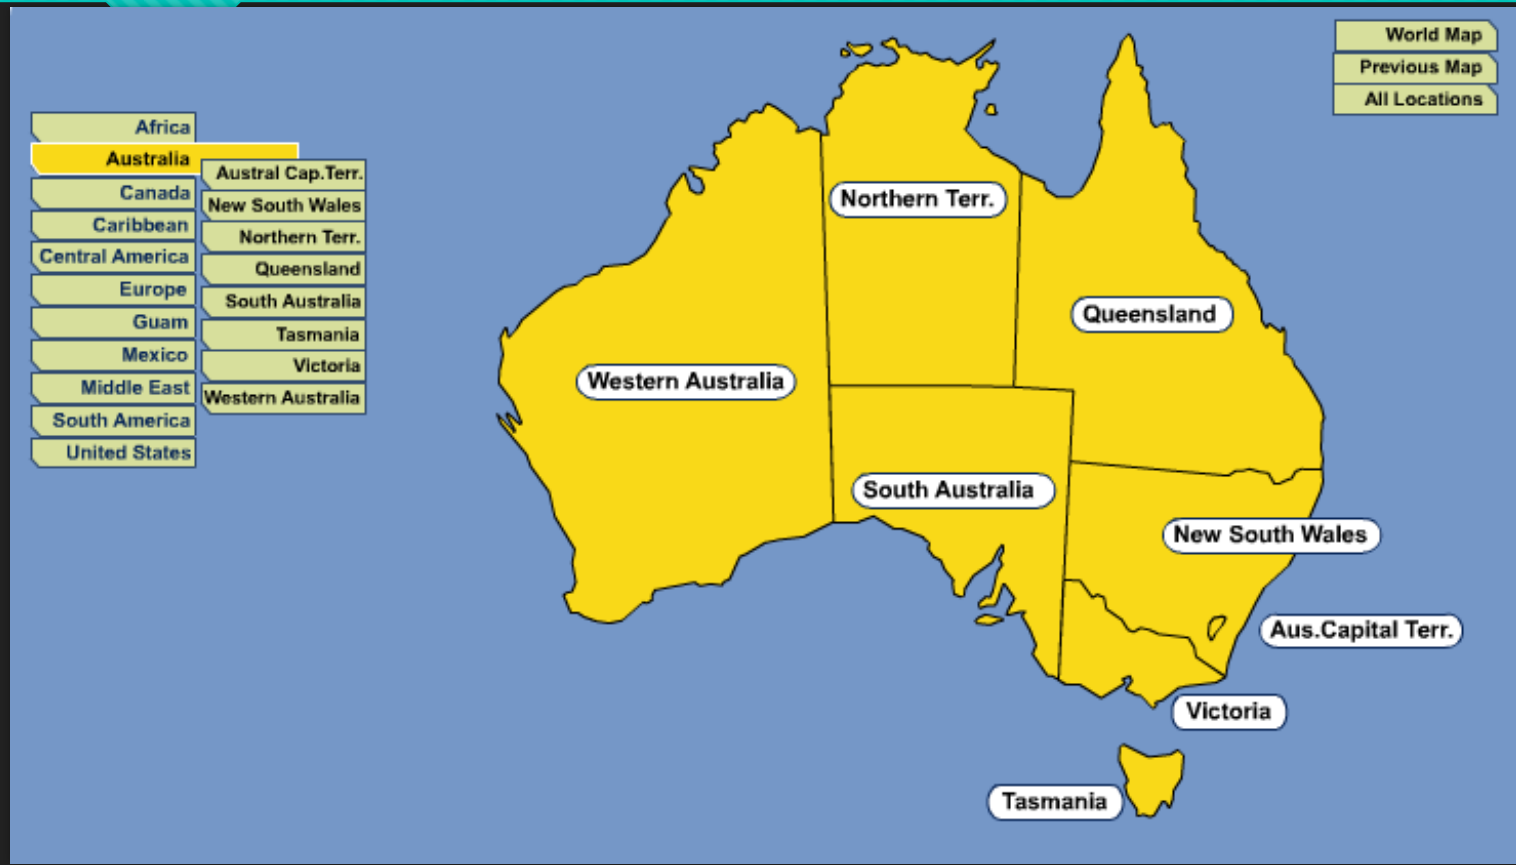 World Map
Previous Map
All Locations
Africa
Australia
Canada
Caribbean
Central America
Europe
Guam
Mexico
Middle East
South America
United States
Austral Cap.Terr.
New South Wales
Northern Terr.
Queensland
South Australia
Tasmania
Victoria
Western Australia
Northern Terr.
Queensland
Western Australia
South Australia
New South Wales
Aus.Capital Terr.
Victoria
Tasmania